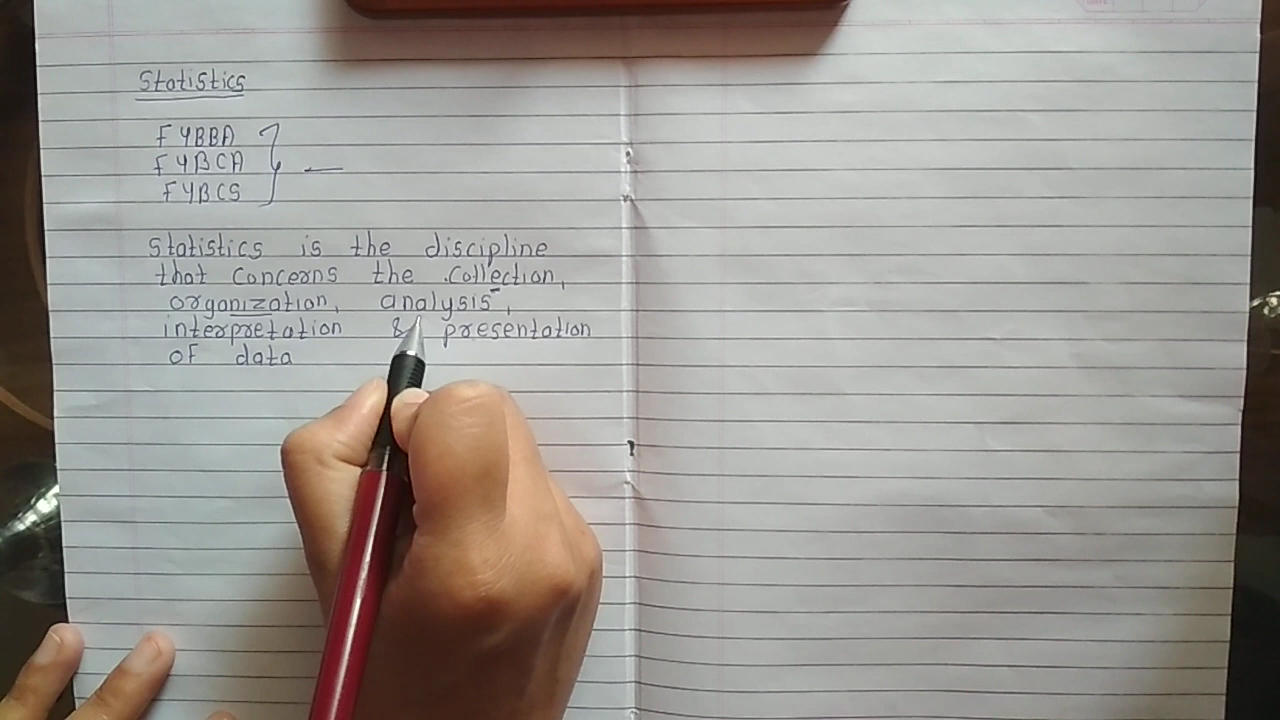 Statistics
FYBBA
FYBCA
FYBCS
Statistics is the discipline
that concerns the collection,
organization, analysis,
interpretation & presentation
of data